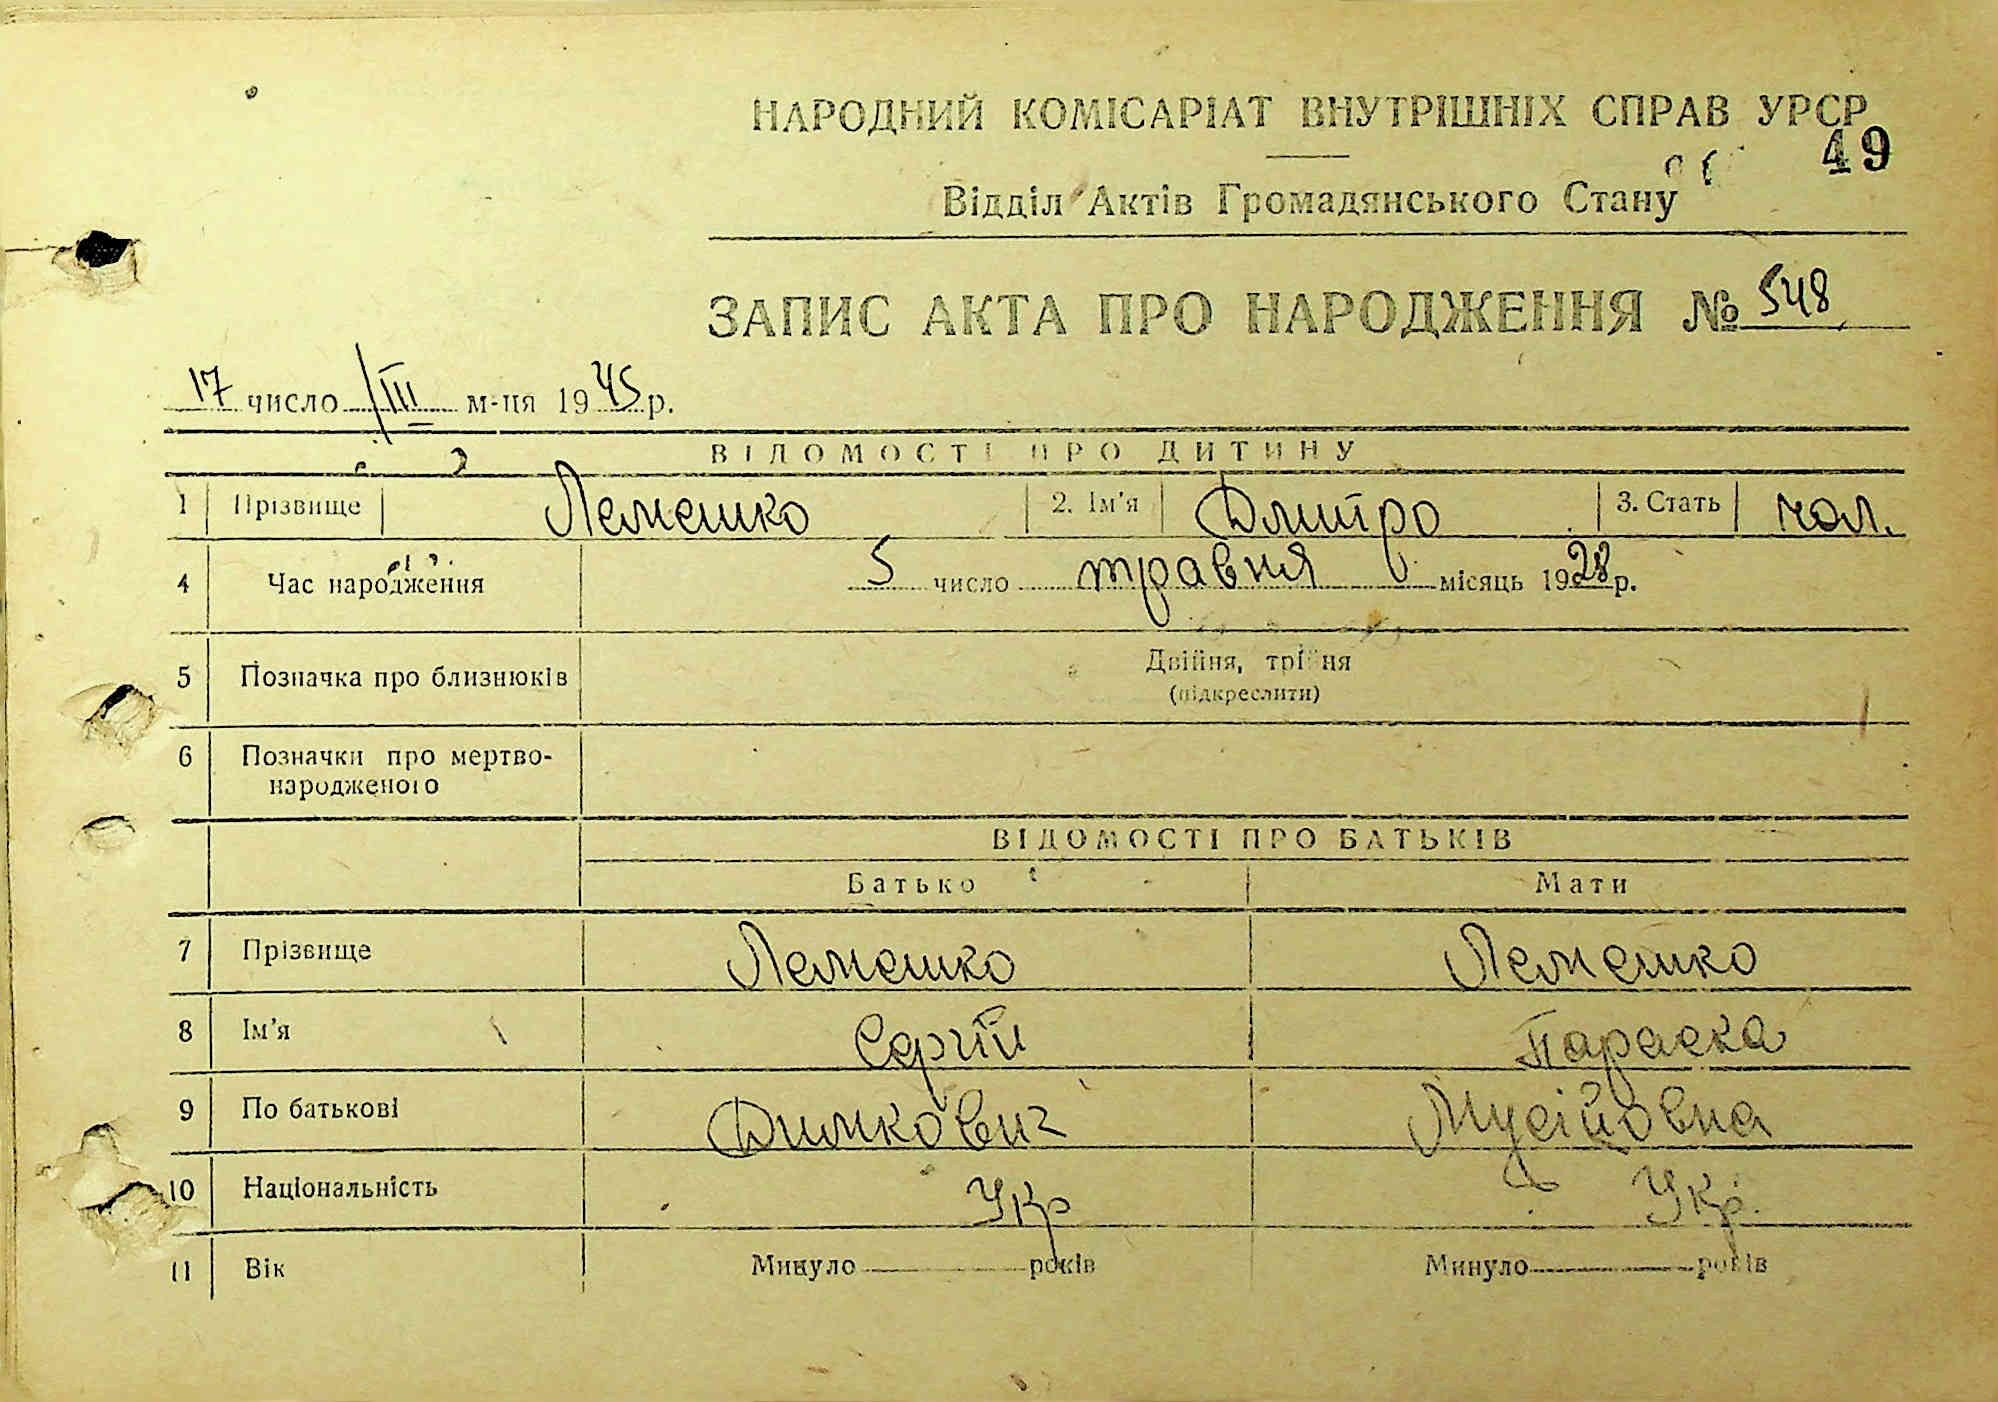 НАРОДНИЙ КОМІСАРІАТ ВНУТРІШНІХ СПРАВ УРСР
49
Відділ Актів Громадянського Стану
ЗАПИС АКТА ПРО НАРОДЖЕННЯ № 548
17 число III м-ця 1945 р.
ВІДОМОСТІ ПРО ДИТИНУ
1 Прізвище Лемешко 2. Ім'я Дмитро 3. Стать чол.
4 Час народження 5 число травня місяць 1928 р.
5 Позначка про близнюків Двійня, трійня
(підкреслити)
6 Позначки про мертво-
народженого
ВІДОМОСТІ ПРО БАТЬКІВ
Батько Мати
7 Прізвище Лемешко Лемешко
8 Ім'я Сергій Параска
9 По батькові Мусійовна
10 Національність Укр Укр.
11 Вік Минуло років Минуло років